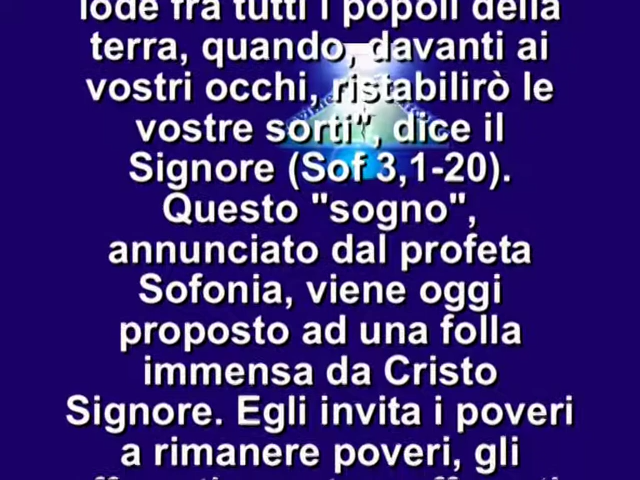 lode fra tutti i popoli della
terra, quando, davanti ai
vostri occhi, ristabilirò le
vostre sorti", dice il
Signore (Sof 3,1-20).
Questo "sogno",
annunciato dal profeta
Sofonia, viene oggi
proposto ad una folla
immensa da Cristo
Signore. Egli invita i poveri
a rimanere poveri, gli